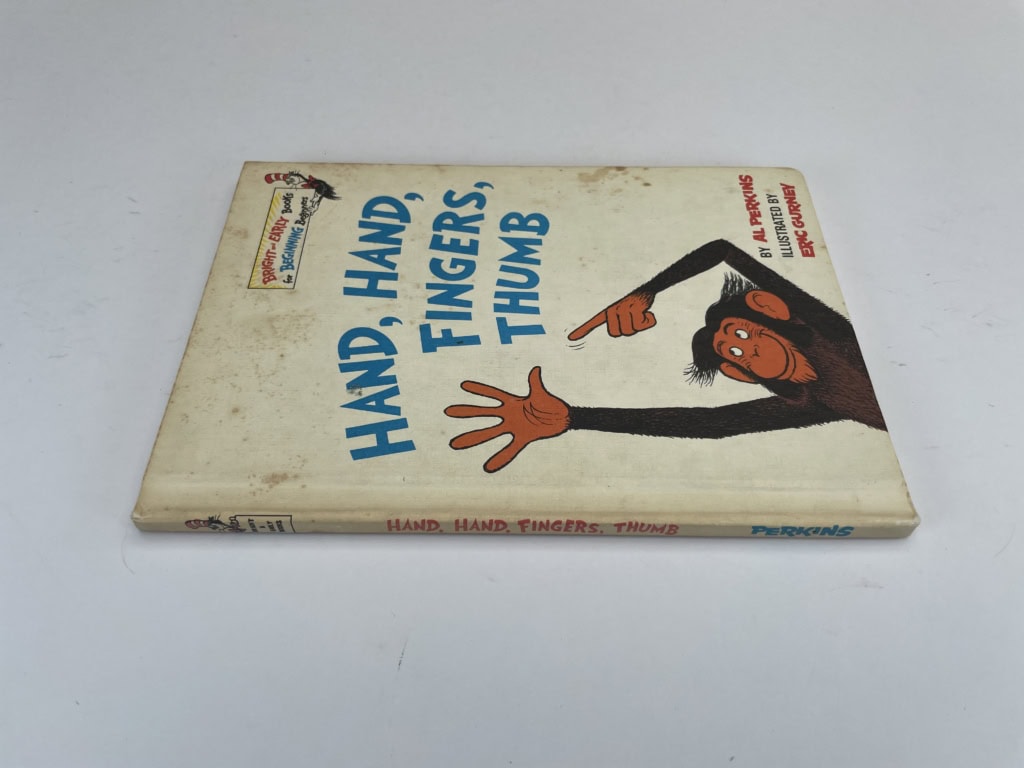 BRIGHT and EARLY BOOKS
for BEGINNING Beginners
HAND, HAND,
FINGERS,
THUMB
BY AL PERKINS
ILLUSTRATED BY
ERIC GURNEY
HAND, HAND, FINGERS, THUMB
PERKINS